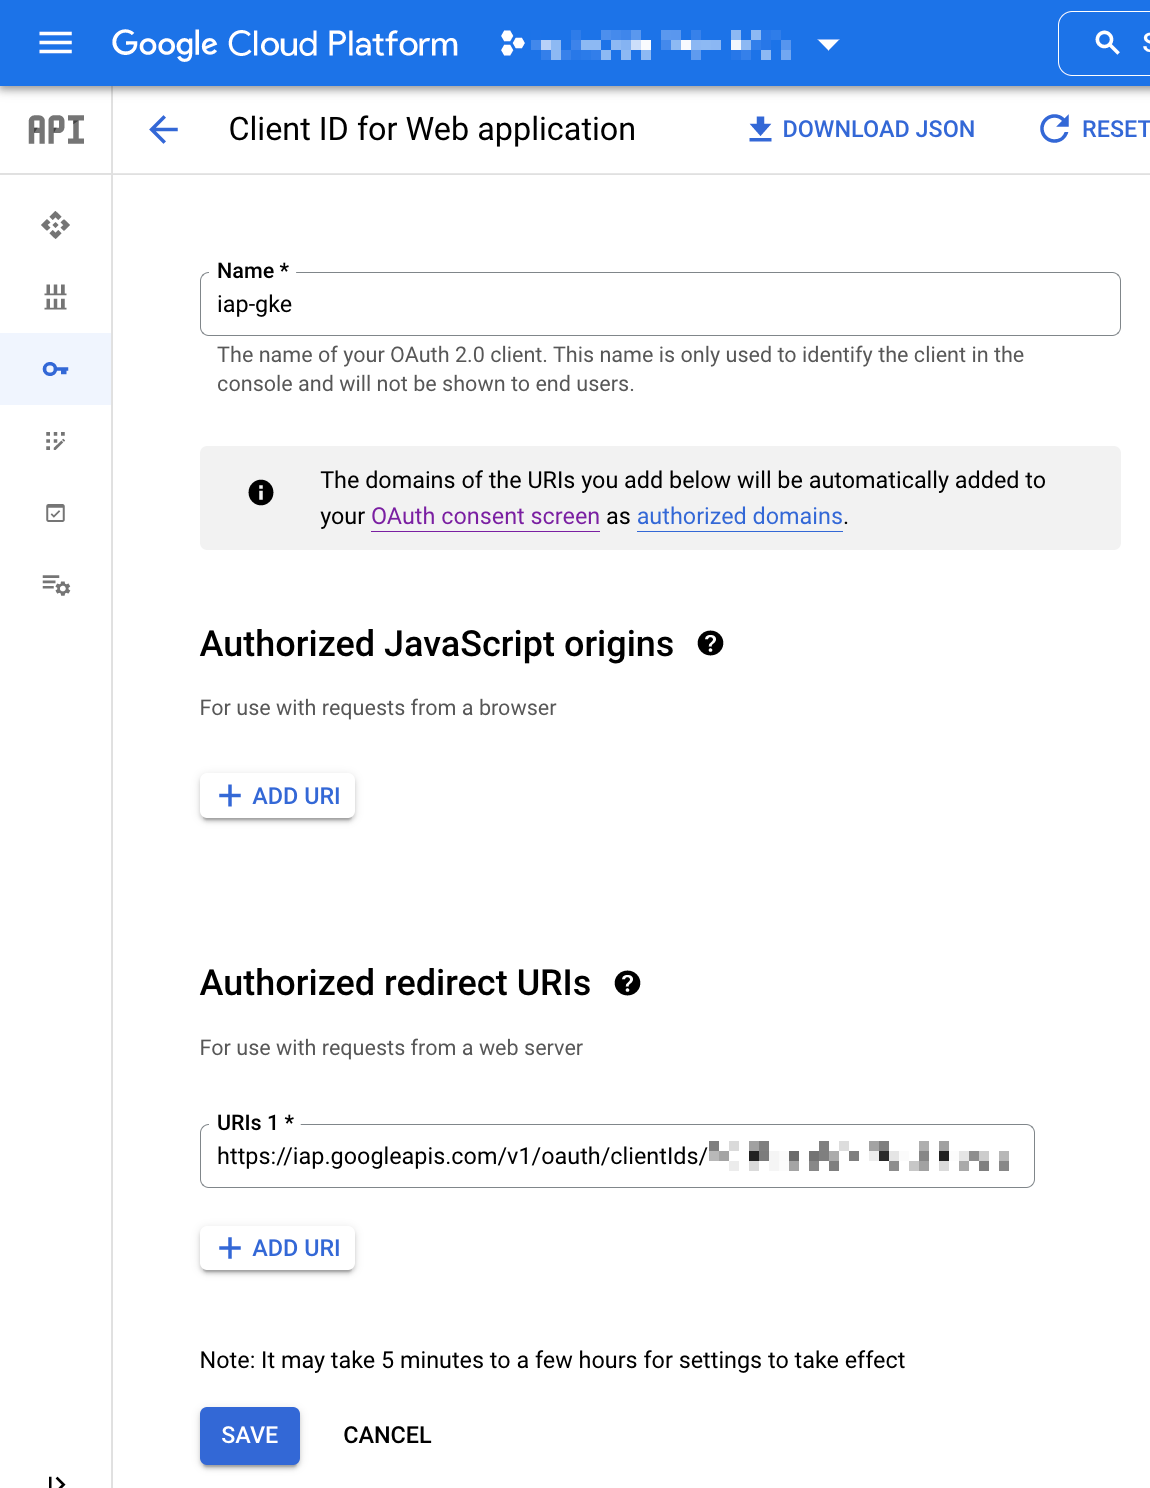 Google Cloud Platform
API
Client ID for Web application
DOWNLOAD JSON
RESET
Name *
iap-gke
The name of your OAuth 2.0 client. This name is only used to identify the client in the
console and will not be shown to end users.
The domains of the URIs you add below will be automatically added to
your OAuth consent screen as authorized domains.
Authorized JavaScript origins
For use with requests from a browser
ADD URI
Authorized redirect URIs
For use with requests from a web server
URIs 1 *
https://iap.googleapis.com/v1/oauth/clientIds/
ADD URI
Note: It may take 5 minutes to a few hours for settings to take effect
SAVE
CANCEL